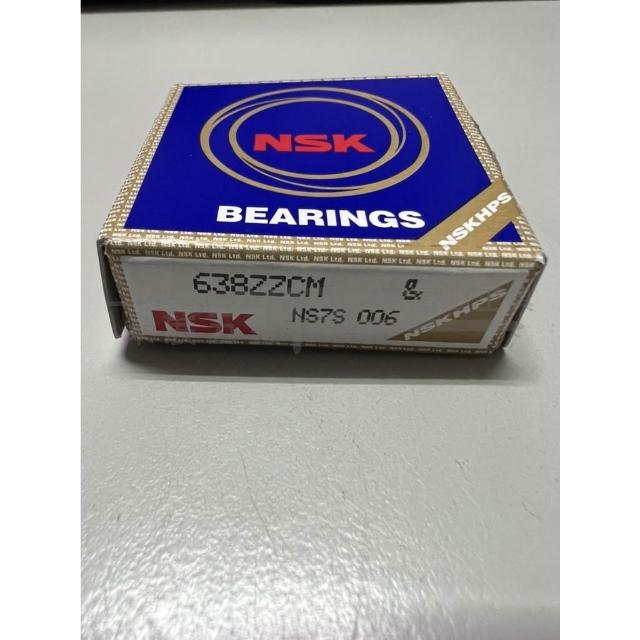 NSK
BEARINGS
NSKHPS
638ZZCM &
NSK NS7S 006
NSKHPS